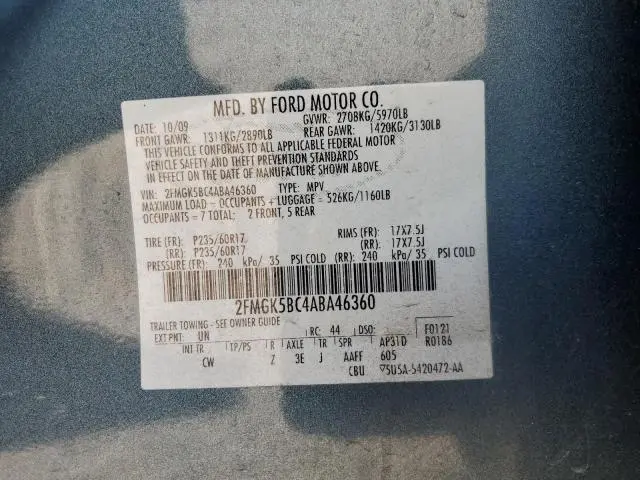 MFD. BY FORD MOTOR CO.
DATE: 10/09 GVWR: 2708KG/5970LB
FRONT GAWR: 1311KG/2890LB REAR GAWR: 1420KG/3130LB
THIS VEHICLE CONFORMS TO ALL APPLICABLE FEDERAL MOTOR
VEHICLE SAFETY AND THEFT PREVENTION STANDARDS
IN EFFECT ON THE DATE OF MANUFACTURE SHOWN ABOVE.
VIN: 2FMGK5BC4ABA46360 TYPE: MPV
MAXIMUM LOAD = OCCUPANTS + LUGGAGE = 526KG/1160LB
OCCUPANTS = 7 TOTAL: 2 FRONT, 5 REAR
TIRE (FR): P235/60R17 RIMS (FR): 17X7.5J
(RR): P235/60R17 (RR): 17X7.5J
PRESSURE (FR): 240 kPa/ 35 PSI COLD (RR): 240 kPa/ 35 PSI COLD
2FMGK5BC4ABA46360
TRAILER TOWING - SEE OWNER GUIDE
EXT PNT: UN RC: 44 DSO: F0121
INT TR TP/PS R AXLE TR SPR AP31D R0186
CW Z 3E J AAFF 605
CBU 5USA-5420472-AA